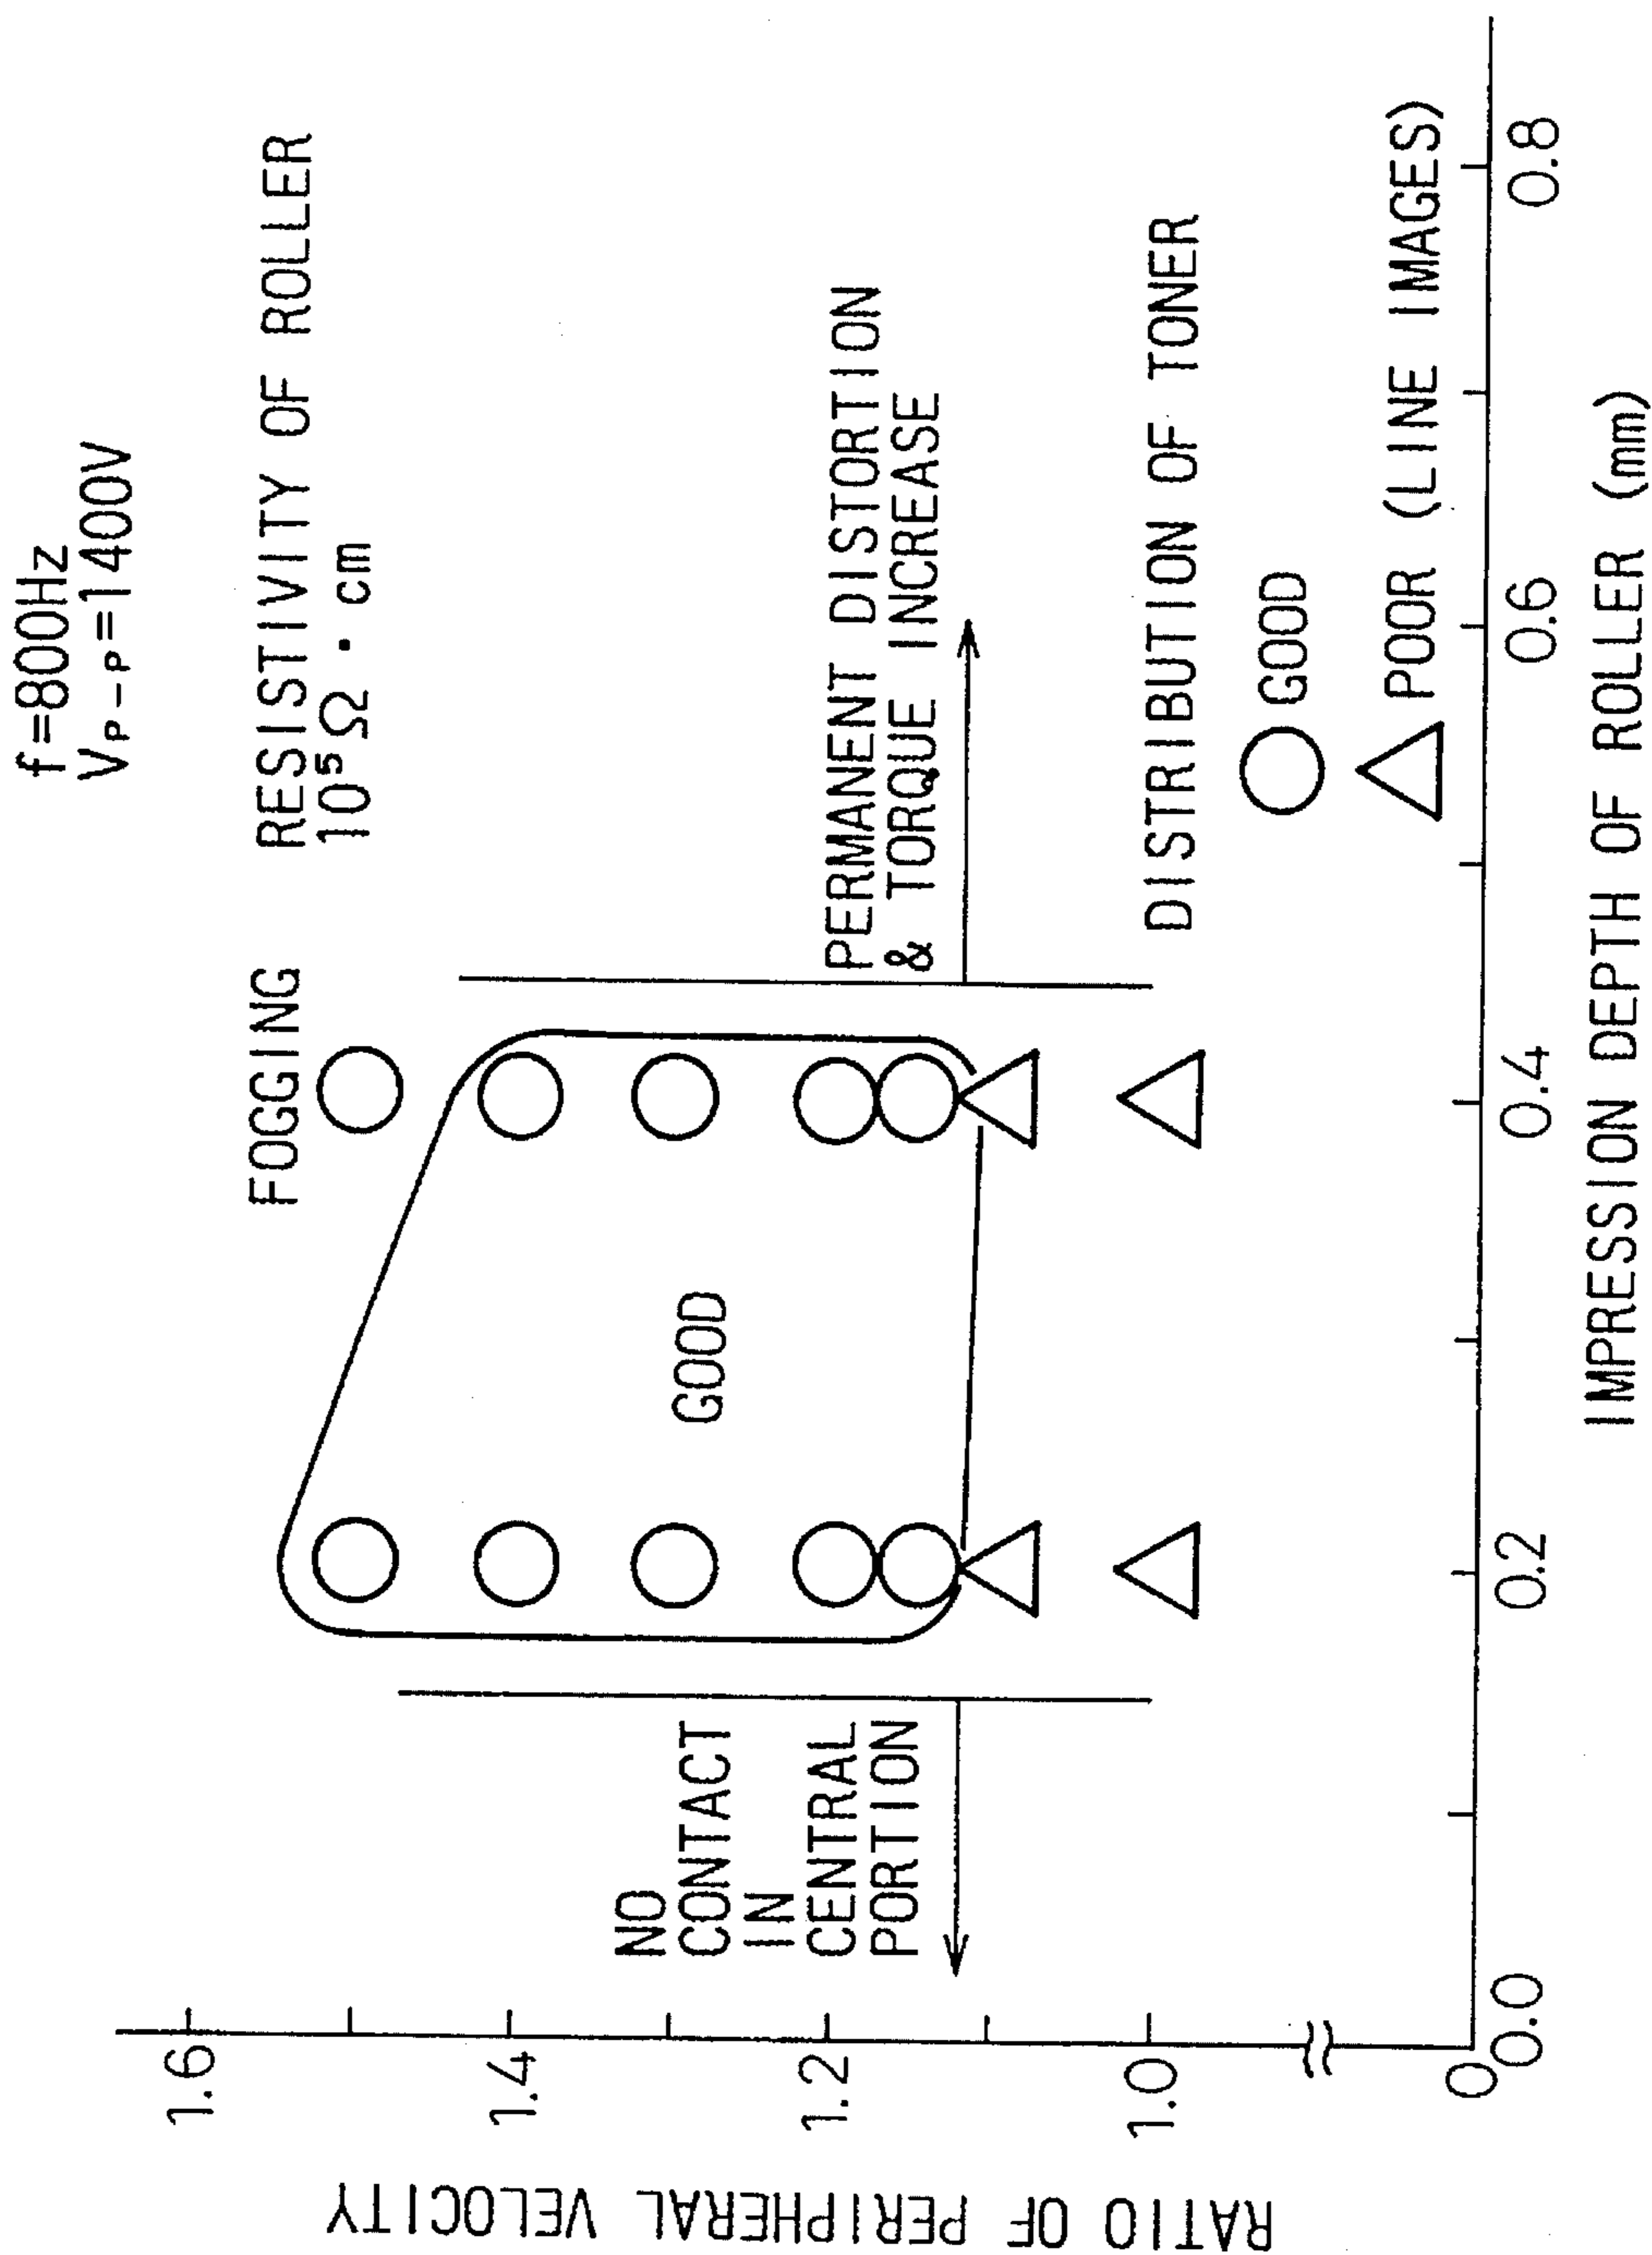 f=800Hz
VP-P=1400V
RESISTIVITY OF ROLLER
10⁵Ω·cm
FOGGING
GOOD
NO
CONTACT
IN
CENTRAL
PORTION
PERMANENT DISTORTION
& TORQUE INCREASE
DISTRIBUTION OF TONER
GOOD
POOR (LINE IMAGES)
RATIO OF PERIPHERAL VELOCITY
1.6
1.4
1.2
1.0
0
0.0
0.2
0.4
0.6
0.8
IMPRESSION DEPTH OF ROLLER (mm)